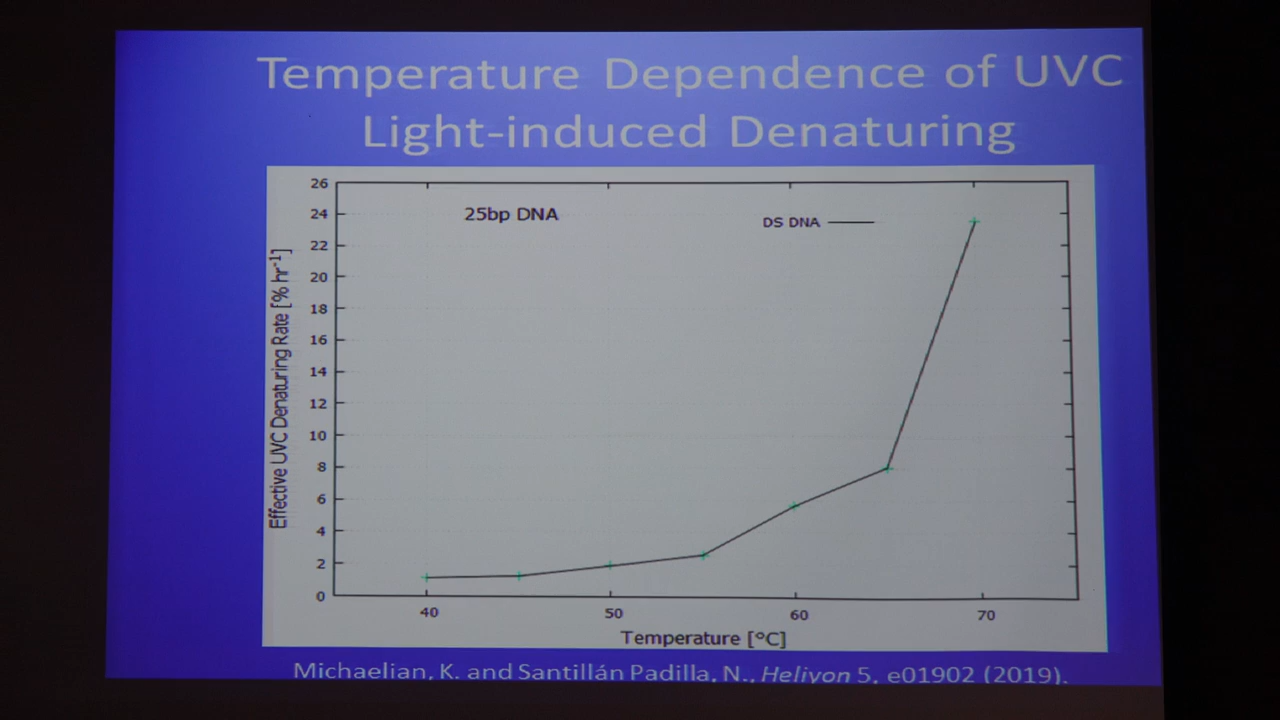 Temperature Dependence of UVC
Light-induced Denaturing
26
24
22
20
18
16
14
12
10
8
6
4
2
0
25bp DNA
DS DNA
Effective UVC Denaturing Rate [% hr⁻¹]
40 50 60 70
Temperature [°C]
Michaelian, K. and Santillán Padilla, N., Heliyon 5, e01902 (2019).